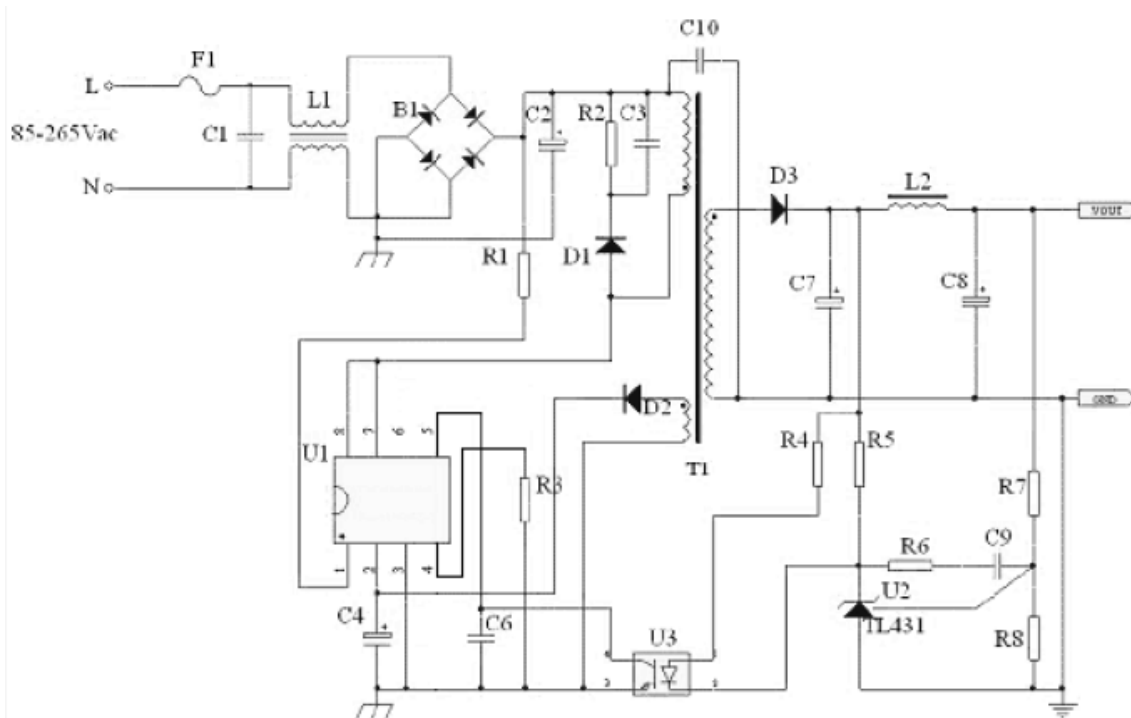 C10
F1
L
L1
B1
C2
R2
C3
85-265Vac
C1
N
D3
L2
VOUT
R1
D1
C7
C8
D2
GND
8
7
6
5
U1
R3
R4
R5
T1
R7
1
2
3
4
R6
C9
U2
TL431
C4
C6
U3
R8